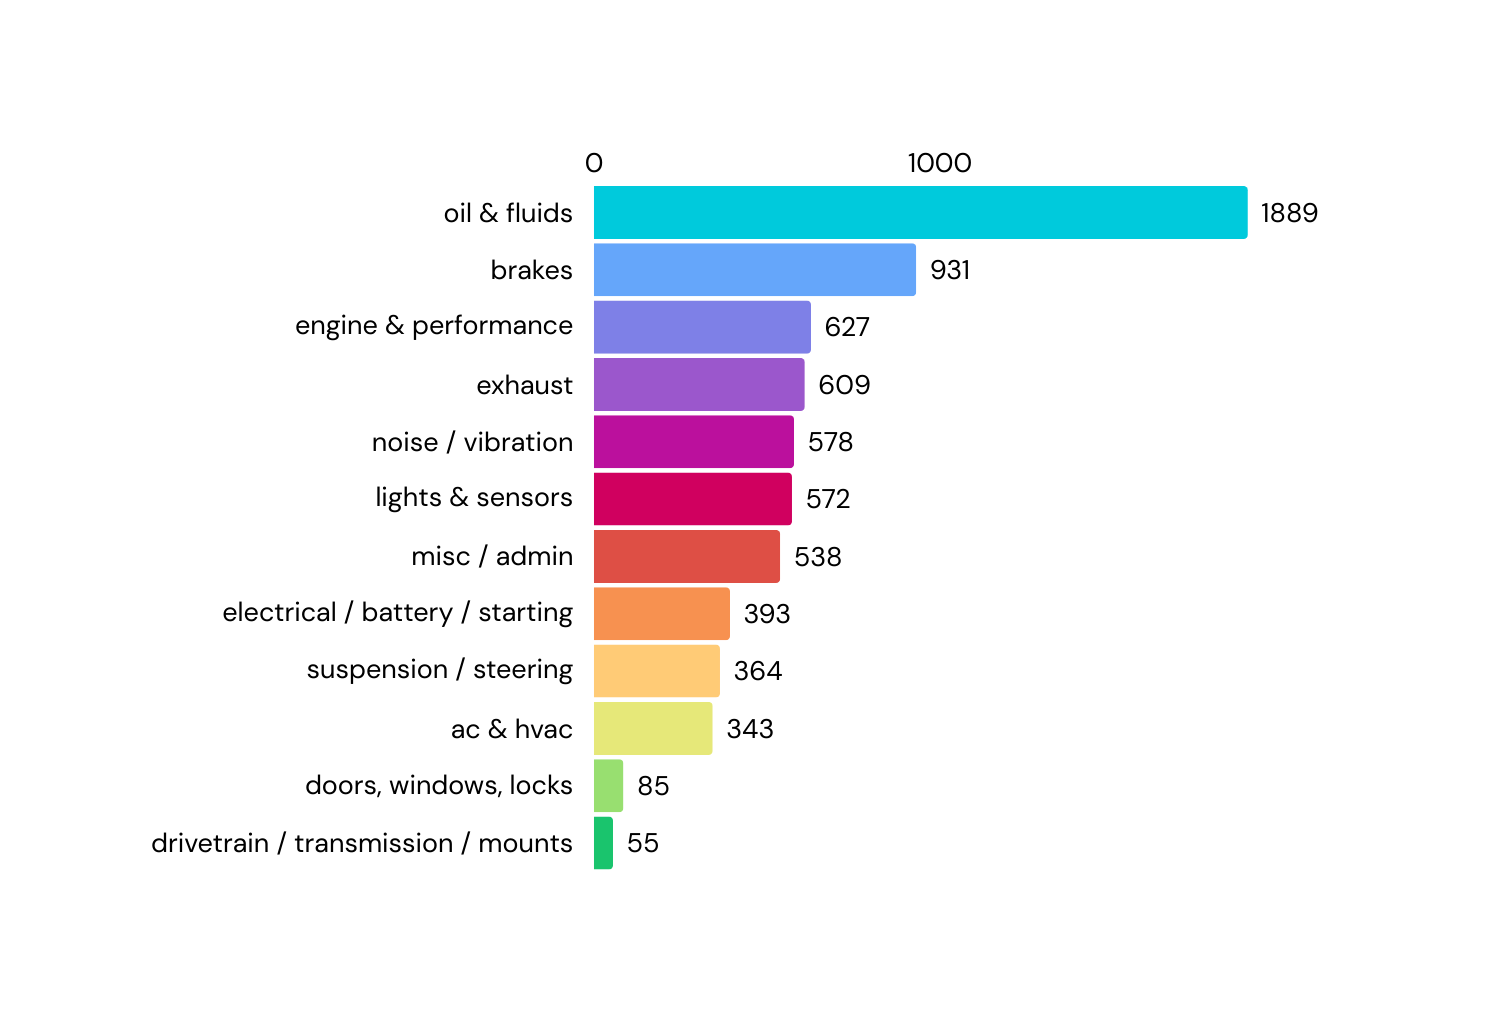 0 1000
oil & fluids 1889
brakes 931
engine & performance 627
exhaust 609
noise / vibration 578
lights & sensors 572
misc / admin 538
electrical / battery / starting 393
suspension / steering 364
ac & hvac 343
doors, windows, locks 85
drivetrain / transmission / mounts 55